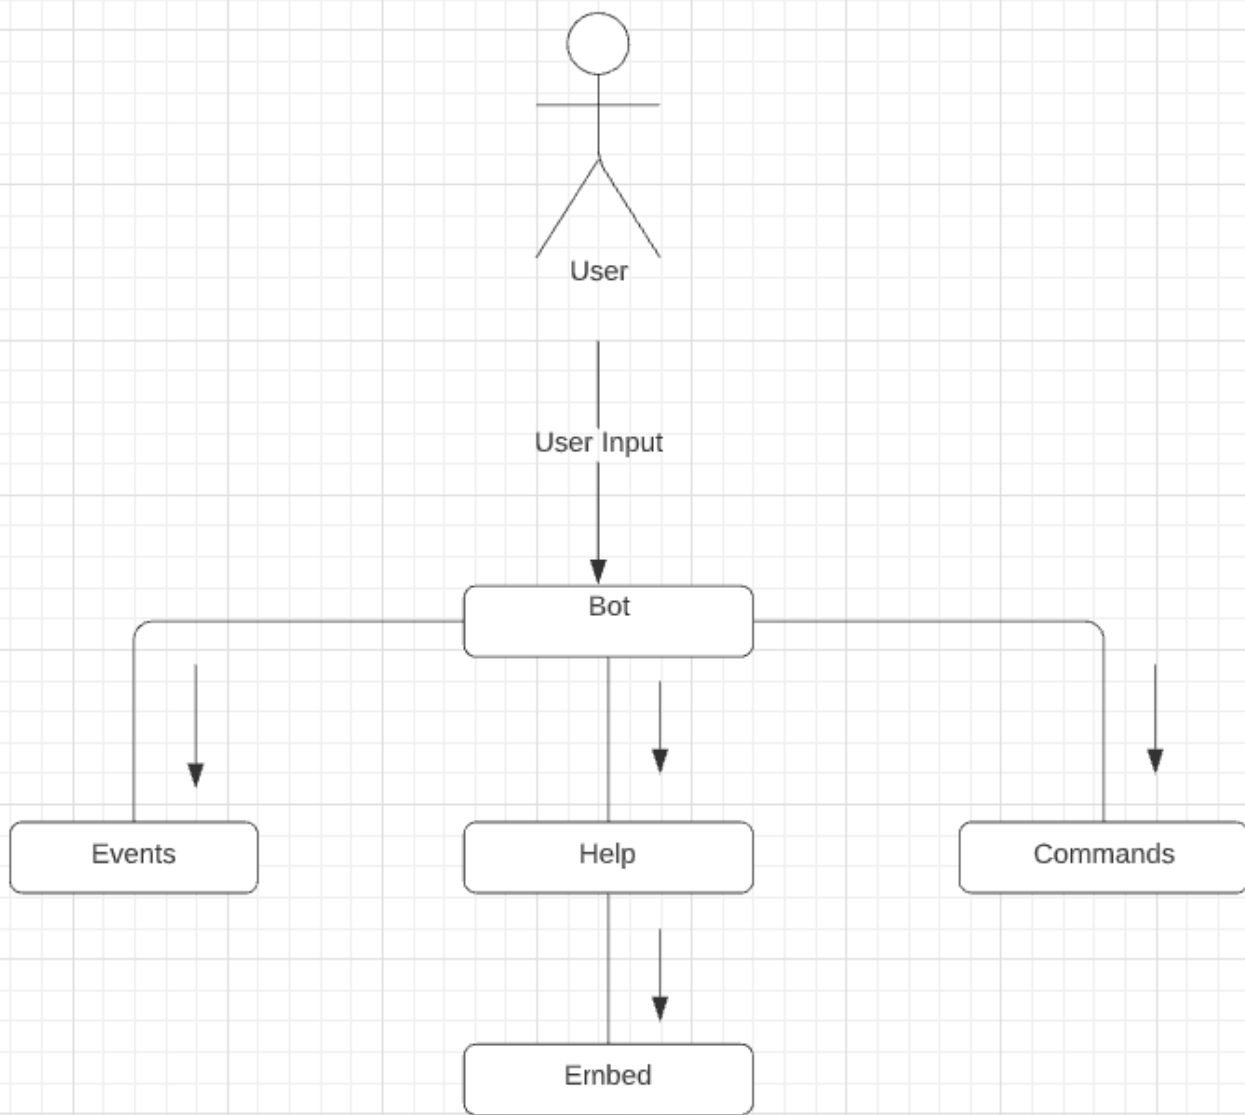 User
User Input
Bot
Events
Help
Commands
Embed